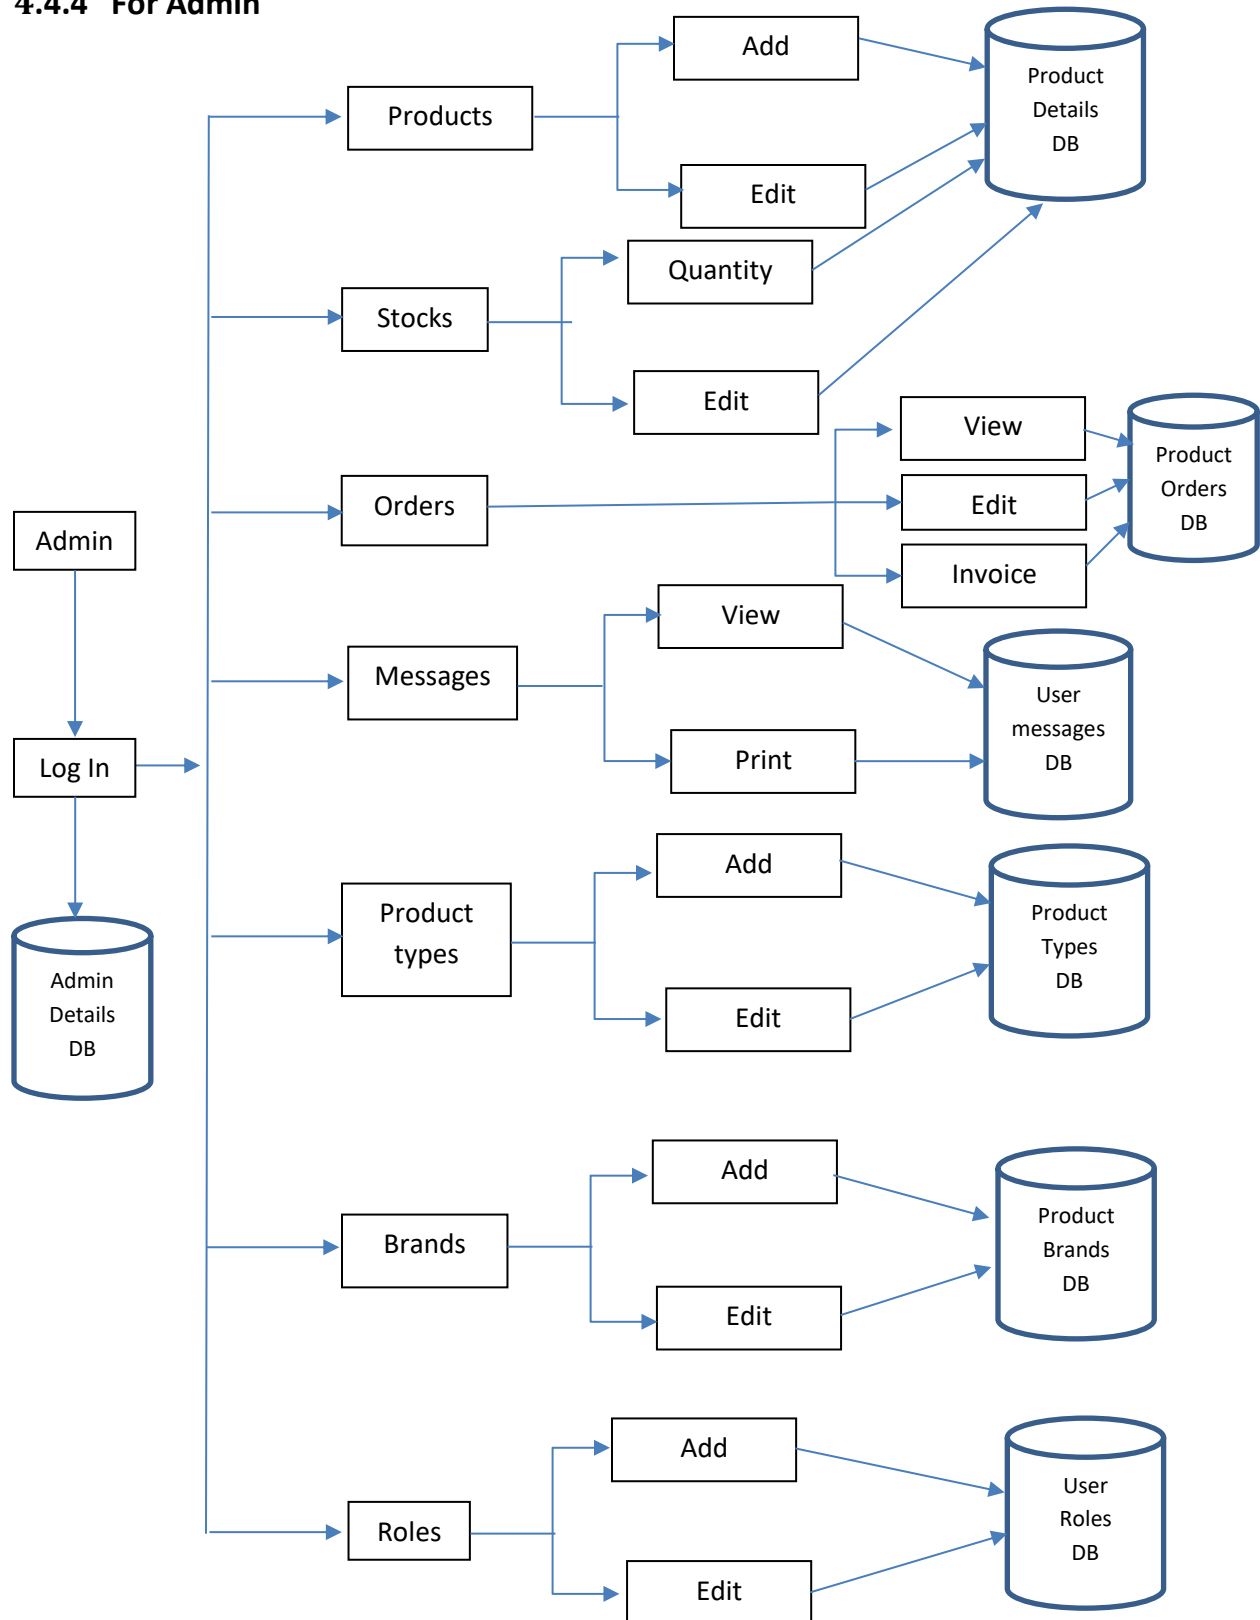 4.4.4 For Admin
Add
Product
Details
DB
Products
Edit
Quantity
Stocks
Edit
View
Product
Orders
DB
Orders
Edit
Invoice
Admin
View
Messages
User
messages
DB
Print
Log In
Add
Product
types
Product
Types
DB
Edit
Admin
Details
DB
Add
Product
Brands
DB
Brands
Edit
Add
User
Roles
DB
Roles
Edit